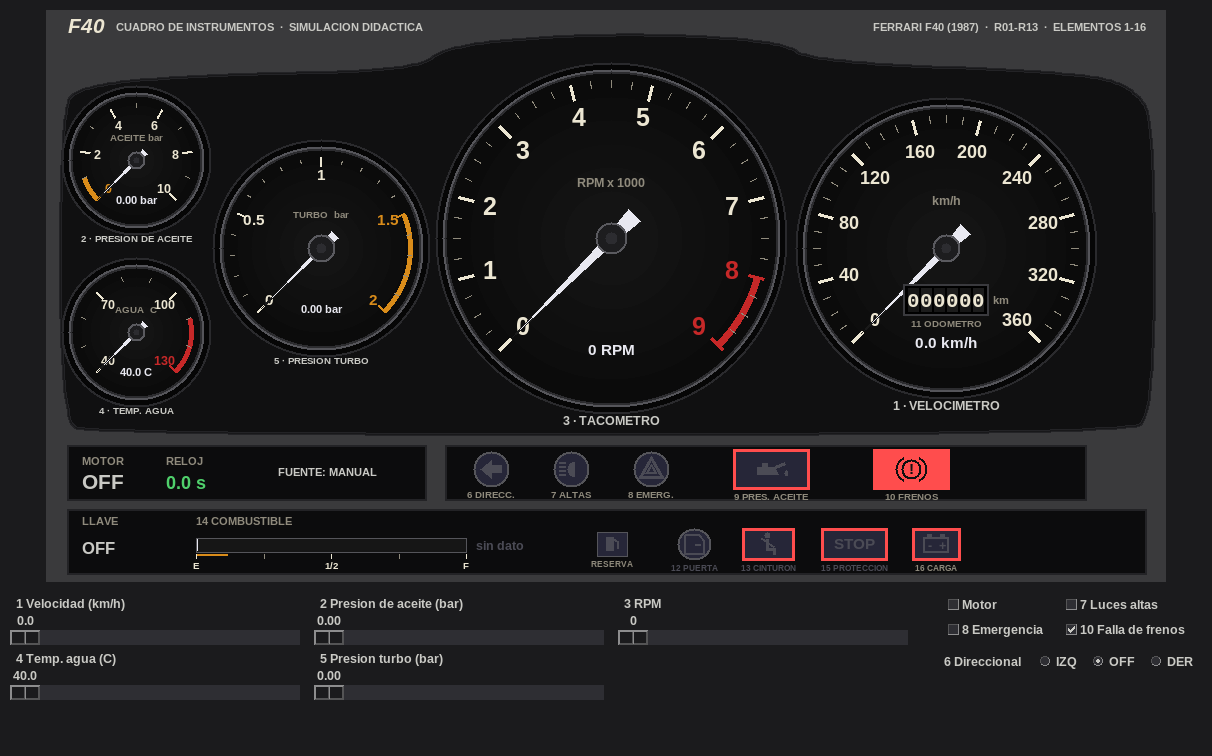 F40 CUADRO DE INSTRUMENTOS · SIMULACION DIDACTICA
FERRARI F40 (1987) · R01-R13 · ELEMENTOS 1-16
0 2 4 6 8 10
ACEITE bar
0.00 bar
2 · PRESION DE ACEITE
40 70 100 130
AGUA C
40.0 C
4 · TEMP. AGUA
0 0.5 1 1.5 2
TURBO bar
0.00 bar
5 · PRESION TURBO
0 1 2 3 4 5 6 7 8 9
RPM x 1000
0 RPM
3 · TACOMETRO
0 40 80 120 160 200 240 280 320 360
km/h
000000 km
11 ODOMETRO
0.0 km/h
1 · VELOCIMETRO
MOTOR
OFF
RELOJ
0.0 s
FUENTE: MANUAL
6 DIRECC.
7 ALTAS
8 EMERG.
9 PRES. ACEITE
10 FRENOS
LLAVE
OFF
14 COMBUSTIBLE
sin dato
E 1/2 F
RESERVA
12 PUERTA
13 CINTURON
STOP
15 PROTECCION
16 CARGA
1 Velocidad (km/h)
0.0
2 Presion de aceite (bar)
0.00
3 RPM
0
4 Temp. agua (C)
40.0
5 Presion turbo (bar)
0.00
Motor
7 Luces altas
8 Emergencia
10 Falla de frenos
6 Direccional IZQ OFF DER